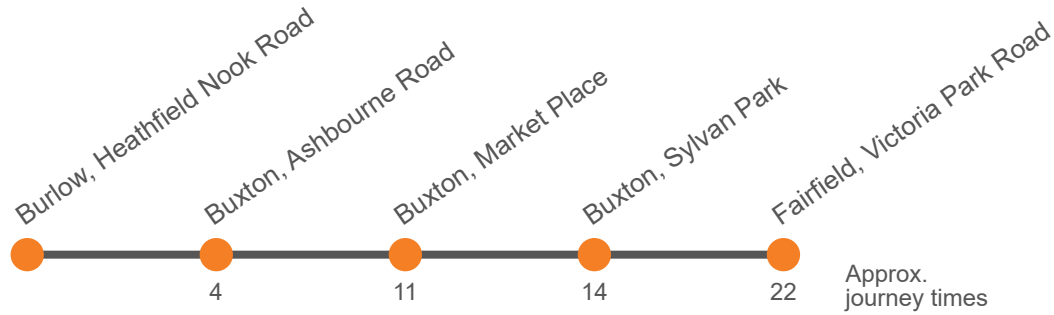 Burlow, Heathfield Nook Road
Buxton, Ashbourne Road
Buxton, Market Place
Buxton, Sylvan Park
Fairfield, Victoria Park Road
4
11
14
22
Approx.
journey times